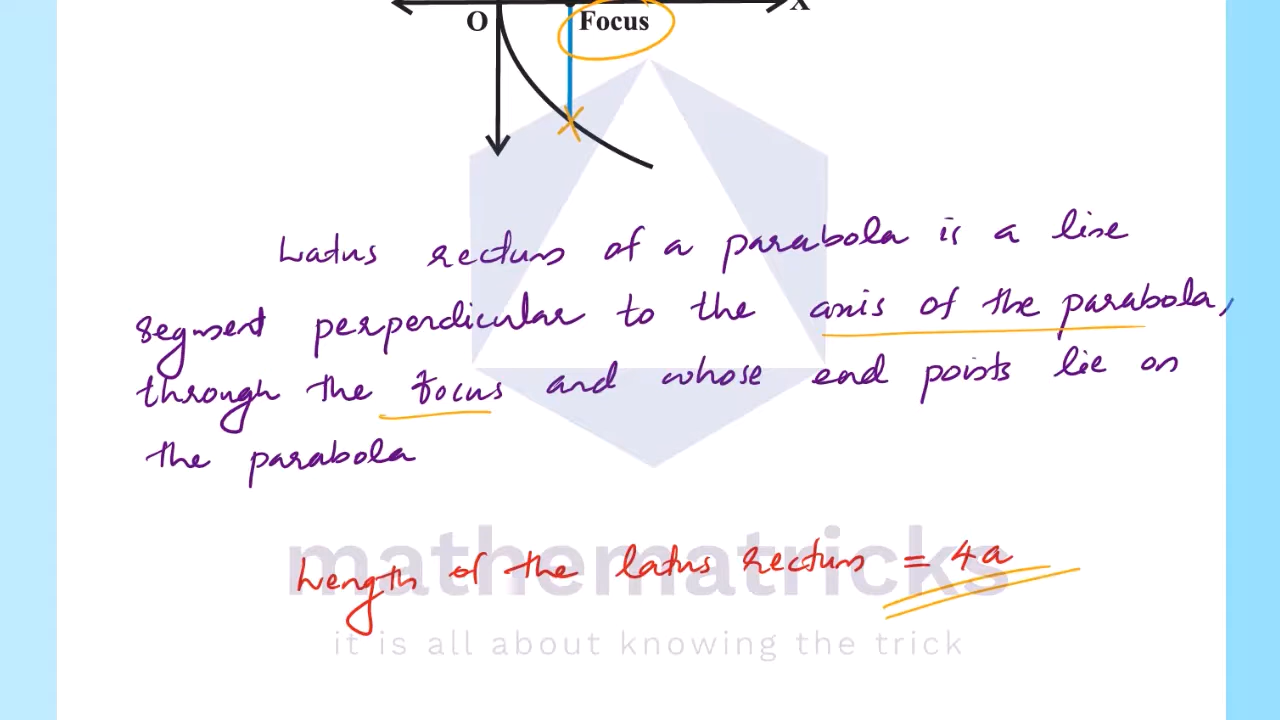 X
O Focus
Latus rectum of a parabola is a line
segment perpendicular to the axis of the parabola,
through the focus and whose end points lie on
the parabola
mathematricks
Length of the latus rectum = 4a
it is all about knowing the trick